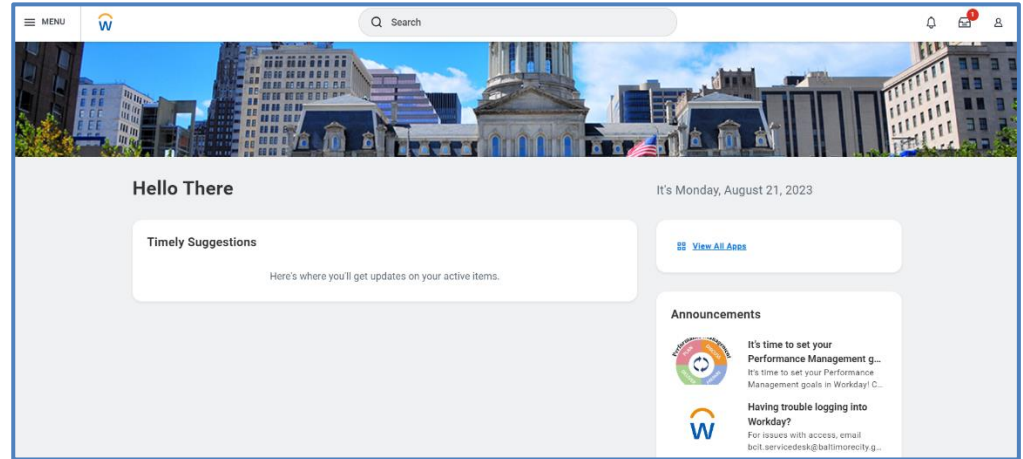 MENU
Search
1
Hello There
It's Monday, August 21, 2023
Timely Suggestions
Here's where you'll get updates on your active items.
View All Apps
Announcements
Performance Management
It's time to set your
Performance Management g...
It's time to set your Performance
Management goals in Workday! C...
W
Having trouble logging into
Workday?
For issues with access, email
bcit.servicedesk@baltimorecity.g...